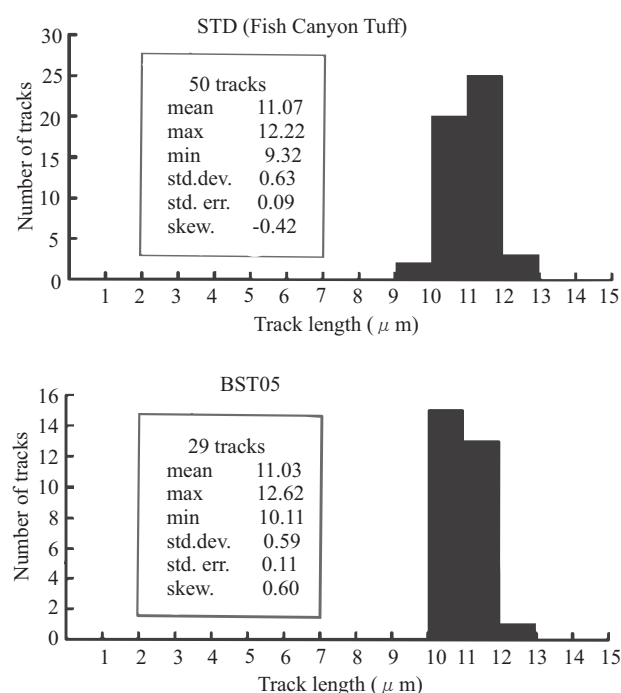 STD (Fish Canyon Tuff)
Number of tracks
30
25
20
15
10
5
0
50 tracks
mean 11.07
max 12.22
min 9.32
std.dev. 0.63
std. err. 0.09
skew. -0.42
1 2 3 4 5 6 7 8 9 10 11 12 13 14 15
Track length ( μ m)
BST05
Number of tracks
16
14
12
10
8
6
4
2
0
29 tracks
mean 11.03
max 12.62
min 10.11
std.dev. 0.59
std. err. 0.11
skew. 0.60
1 2 3 4 5 6 7 8 9 10 11 12 13 14 15
Track length ( μ m)